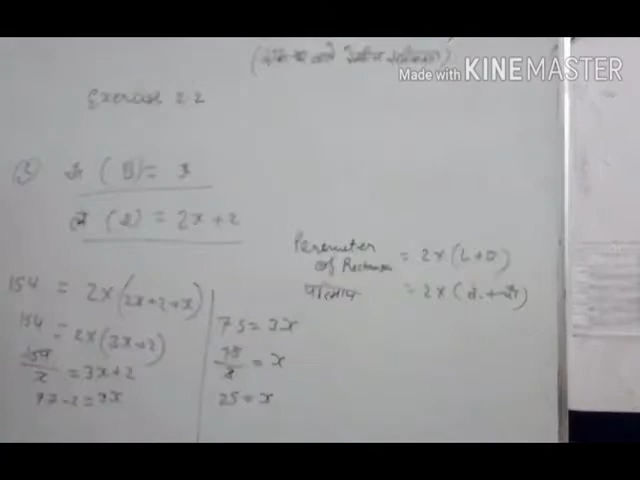 Made with KINEMASTER
Exercise 2.2
③ चौ (B) = x
ल (L) = 2x+2
Peremeter of Rectangle = 2×(L+B)
परिमाप = 2×(ल.+चौ)
154 = 2×(2x+2+x)
154 = 2×(3x+2)
154/2 = 3x+2
77-2=3x
75=3x
75/3 = x
25=x